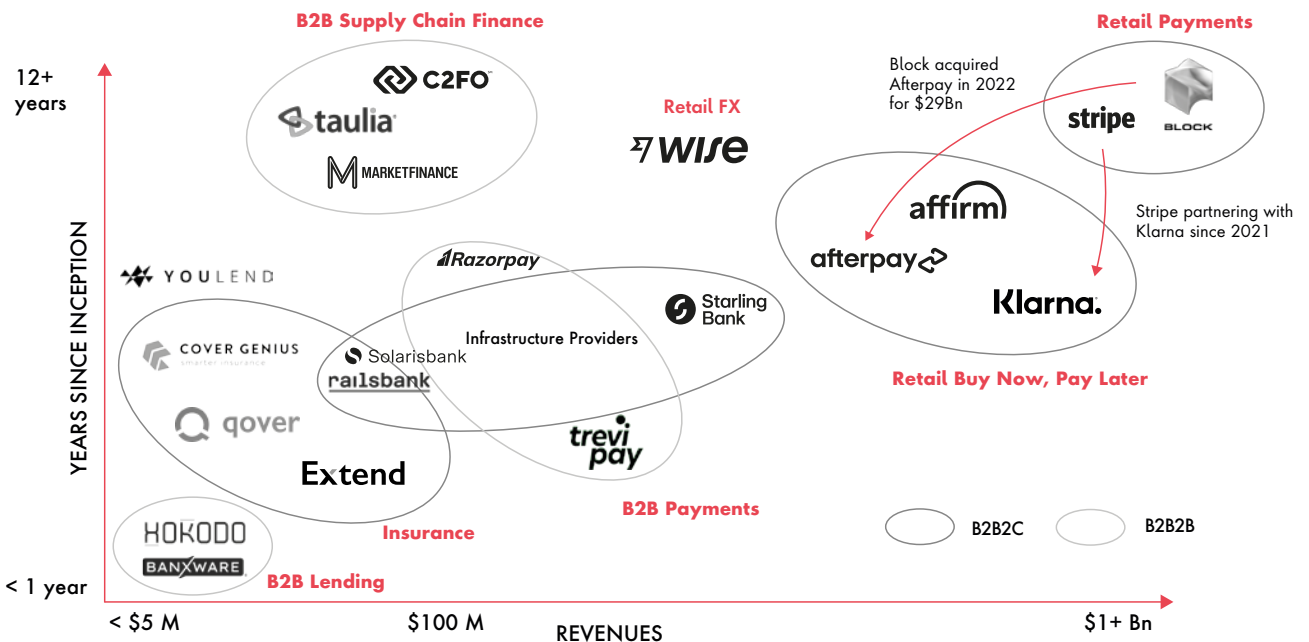 B2B Supply Chain Finance
Retail Payments
12+
years
C2FO
taulia
MARKETFINANCE
Retail FX
wise
Block acquired
Afterpay in 2022
for $29Bn
stripe
BLOCK
affirm
afterpay
Klarna.
Stripe partnering with
Klarna since 2021
Retail Buy Now, Pay Later
YEARS SINCE INCEPTION
YOULEND
Razorpay
Starling
Bank
Infrastructure Providers
COVER GENIUS
smarter insurance
Solarisbank
railsbank
qover
Extend
trevi
pay
B2B Payments
Insurance
HOKODO
BANXWARE
B2B Lending
B2B2C
B2B2B
< 1 year
< $5 M
$100 M
REVENUES
$1+ Bn